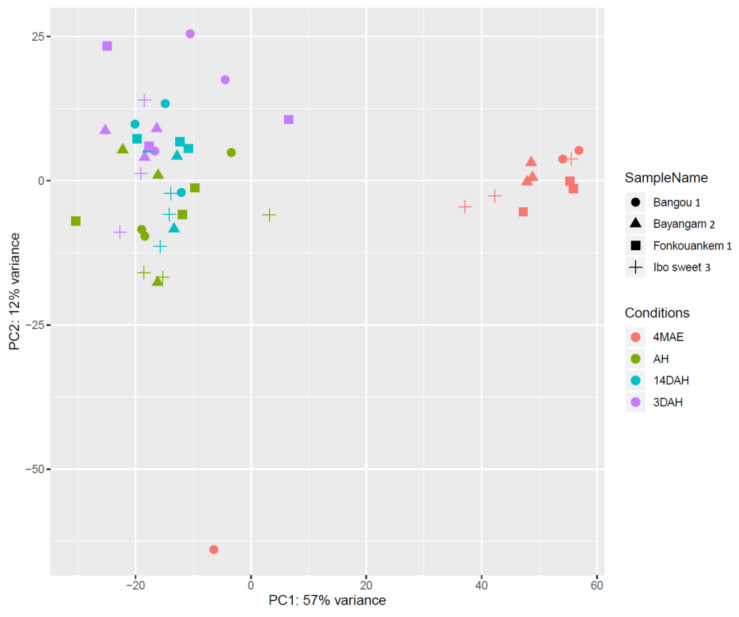 25
0
−25
−50
PC2: 12% variance
−20
0
20
40
60
PC1: 57% variance
SampleName
Bangou 1
Bayangam 2
Fonkouankem 1
Ibo sweet 3
Conditions
4MAE
AH
14DAH
3DAH